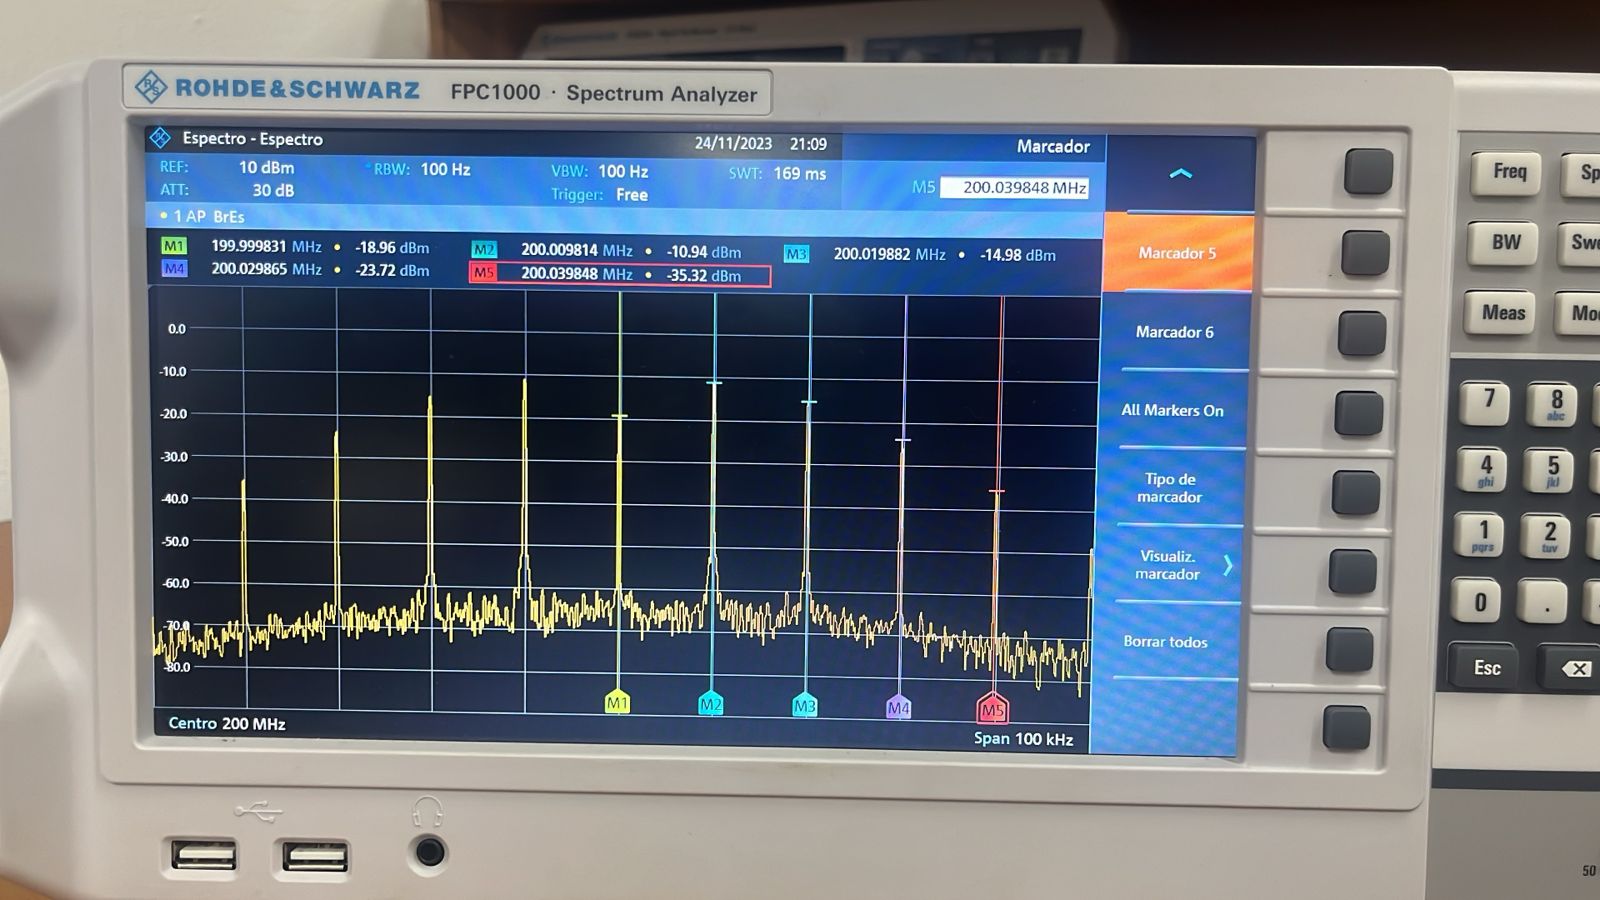 ROHDE&SCHWARZ FPC1000 · Spectrum Analyzer
Espectro - Espectro 24/11/2023 21:09 Marcador
REF: 10 dBm RBW: 100 Hz VBW: 100 Hz SWT: 169 ms M5 200.039848 MHz
ATT: 30 dB Trigger: Free
1 AP BrEs
M1 199.999831 MHz • -18.96 dBm M2 200.009814 MHz • -10.94 dBm M3 200.019882 MHz • -14.98 dBm
M4 200.029865 MHz • -23.72 dBm M5 200.039848 MHz • -35.32 dBm
0.0
-10.0
-20.0
-30.0
-40.0
-50.0
-60.0
-70.0
-80.0
M1 M2 M3 M4 M5
Centro 200 MHz Span 100 kHz
Marcador 5
Marcador 6
All Markers On
Tipo de
marcador
Visualiz.
marcador
Borrar todos
Freq Sp
BW Swe
Meas Mod
7 8 abc
4 ghi 5 jkl
1 pqrs 2 tuv
0 .
Esc
50